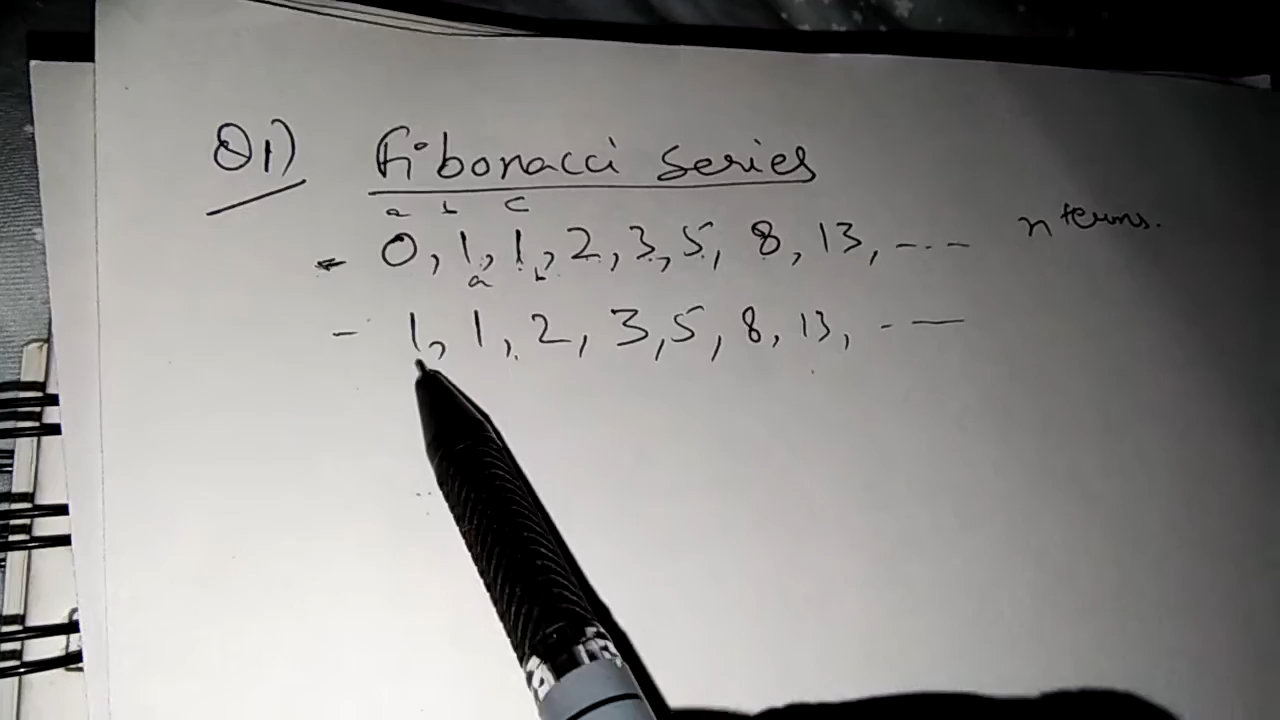 Q1) Fibonacci series
a b c
- 0, 1, 1, 2, 3, 5, 8, 13, ---- n terms.
a b
- 1, 1, 2, 3, 5, 8, 13, - —